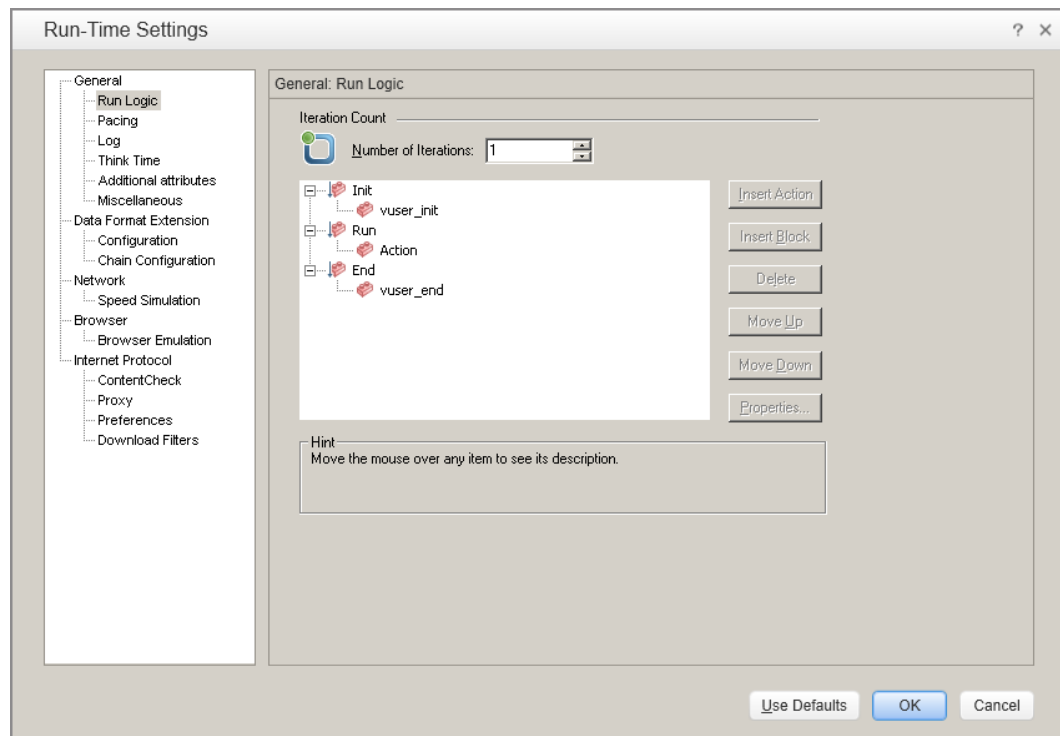 Run-Time Settings
?
General
Run Logic
Pacing
Log
Think Time
Additional attributes
Miscellaneous
Data Format Extension
Configuration
Chain Configuration
Network
Speed Simulation
Browser
Browser Emulation
Internet Protocol
ContentCheck
Proxy
Preferences
Download Filters
General: Run Logic
Iteration Count
Number of Iterations: 1
Init
vuser_init
Run
Action
End
vuser_end
Insert Action
Insert Block
Delete
Move Up
Move Down
Properties...
Hint
Move the mouse over any item to see its description.
Use Defaults OK Cancel